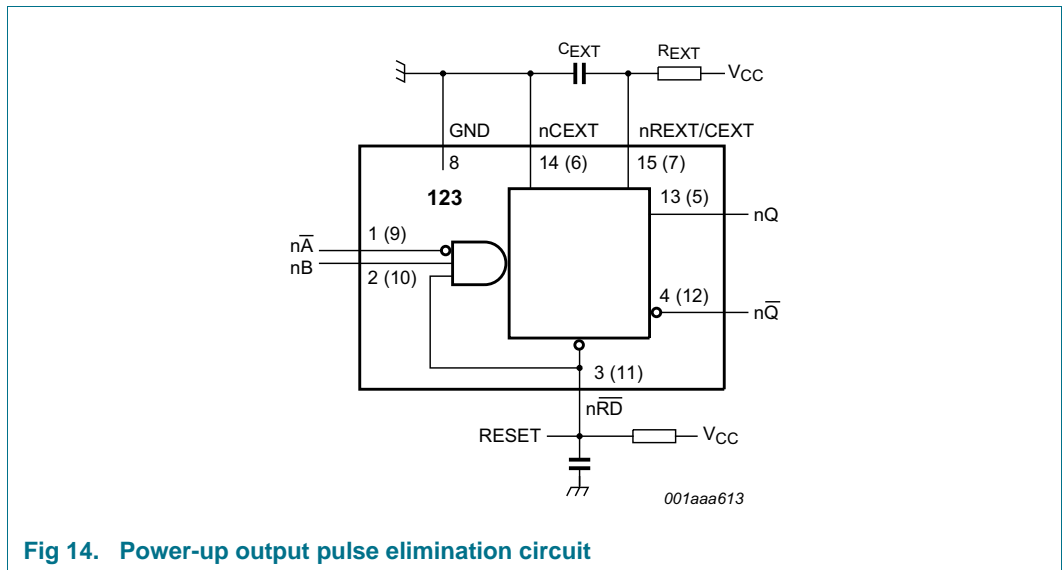 CEXT
REXT
VCC
GND
nCEXT
nREXT/CEXT
8
14 (6)
15 (7)
123
13 (5)
nQ
1 (9)
nA̅
nB
2 (10)
4 (12)
nQ̅
3 (11)
nR̅D̅
RESET
VCC
001aaa613
Fig 14. Power-up output pulse elimination circuit